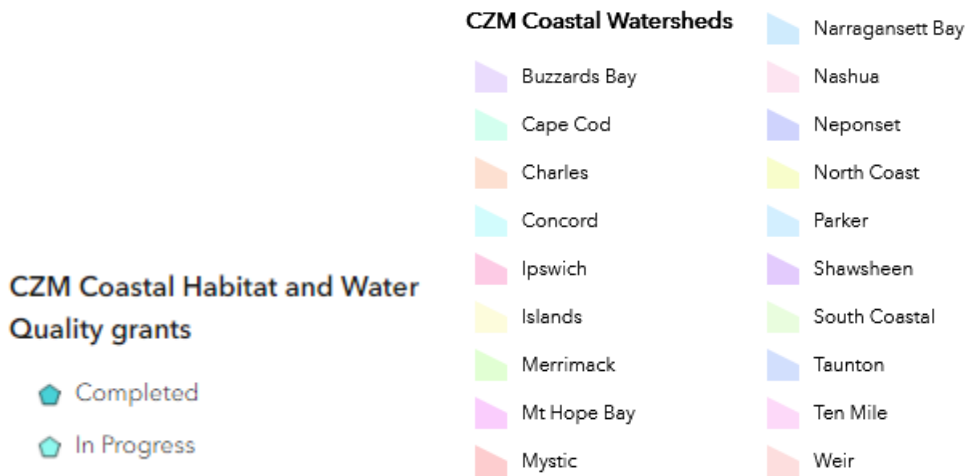 CZM Coastal Habitat and Water
Quality grants
Completed
In Progress
CZM Coastal Watersheds
Buzzards Bay
Cape Cod
Charles
Concord
Ipswich
Islands
Merrimack
Mt Hope Bay
Mystic
Narragansett Bay
Nashua
Neponset
North Coast
Parker
Shawsheen
South Coastal
Taunton
Ten Mile
Weir